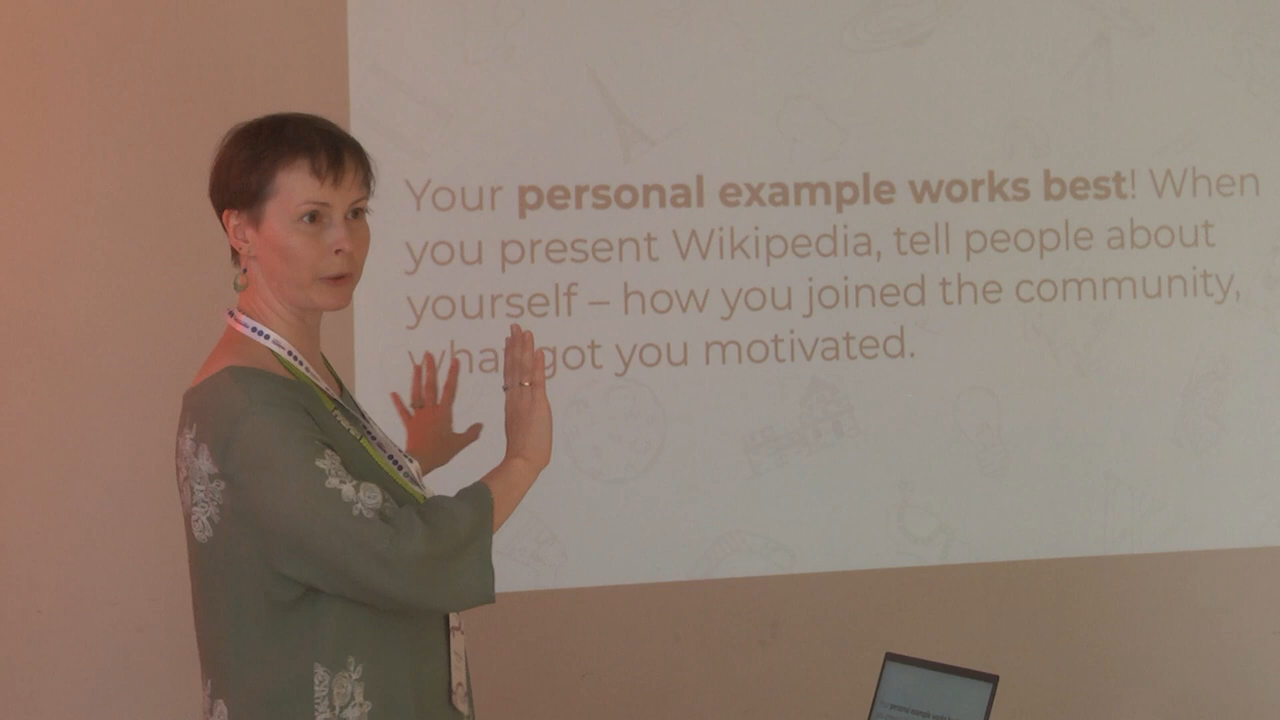 Your personal example works best! When
you present Wikipedia, tell people about
yourself – how you joined the community,
what got you motivated.